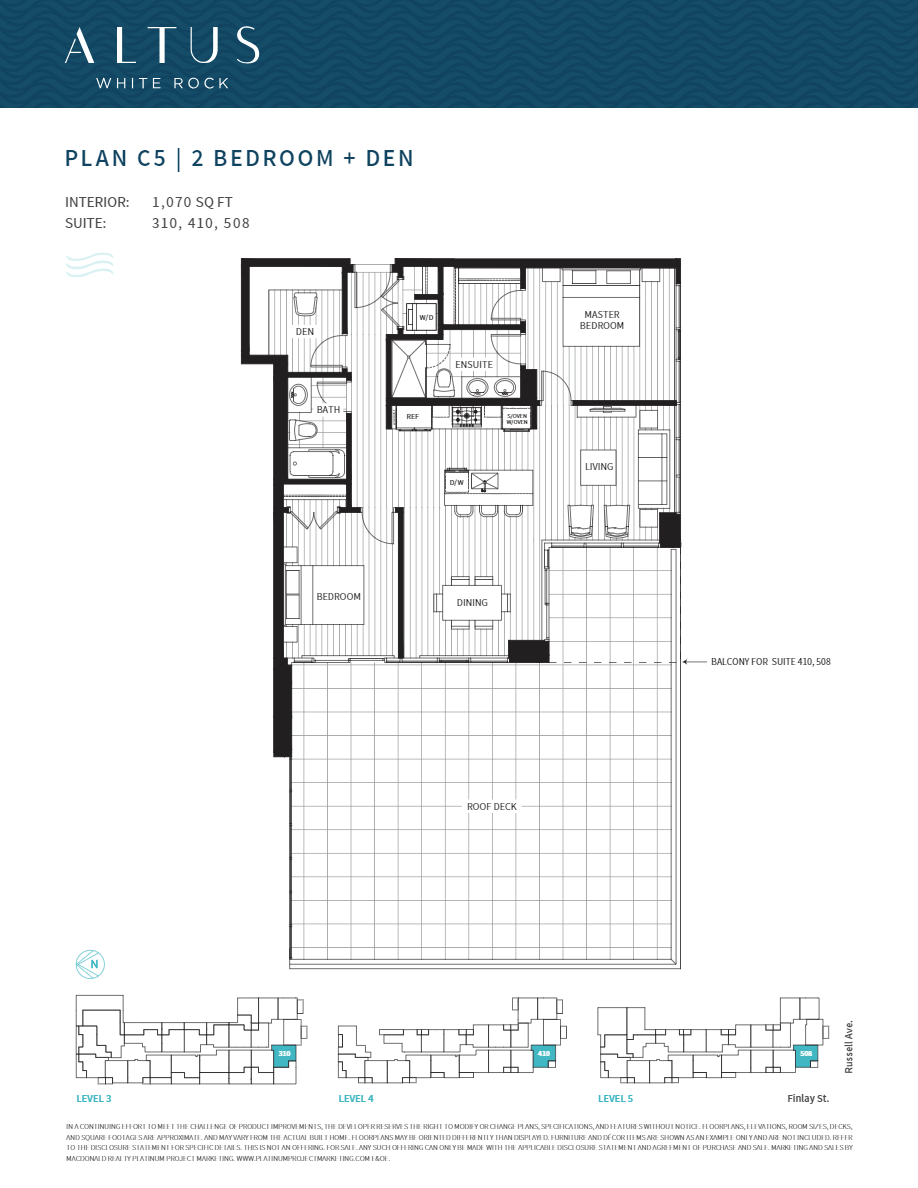 ALTUS
WHITE ROCK
PLAN C5 | 2 BEDROOM + DEN
INTERIOR: 1,070 SQ FT
SUITE: 310, 410, 508
W/D
MASTER
BEDROOM
DEN
ENSUITE
BATH
REF
S/OVEN
W/OVEN
LIVING
D/W
BEDROOM
DINING
BALCONY FOR SUITE 410, 508
ROOF DECK
N
310
410
508
Russell Ave.
LEVEL 3
LEVEL 4
LEVEL 5
Finlay St.
IN A CONTINUING EFFORT TO MEET THE CHALLENGE OF PRODUCT IMPROVEMENTS, THE DEVELOPER RESERVES THE RIGHT TO MODIFY OR CHANGE PLANS, SPECIFICATIONS, AND FEATURES WITHOUT NOTICE. FLOORPLANS, ELEVATIONS, ROOM SIZES, DECKS,
AND SQUARE FOOTAGES ARE APPROXIMATE. AND MAY VARY FROM THE ACTUAL BUILT HOME. FLOORPLANS MAY BE ORIENTED DIFFERENTLY THAN DISPLAYED. FURNITURE AND DÉCOR ITEMS ARE SHOWN AS AN EXAMPLE ONLY AND ARE NOT INCLUDED. REFER
TO THE DISCLOSURE STATEMENT FOR SPECIFIC DETAILS. THIS IS NOT AN OFFERING. FOR SALE. ANY SUCH OFFERING CAN ONLY BE MADE WITH THE APPLICABLE DISCLOSURE STATEMENT AND AGREEMENT OF PURCHASE AND SALE. MARKETING AND SALES BY
MACDONALD REALTY PLATINUM PROJECT MARKETING. WWW.PLATINUMPROJECTMARKETING.COM E&OE.